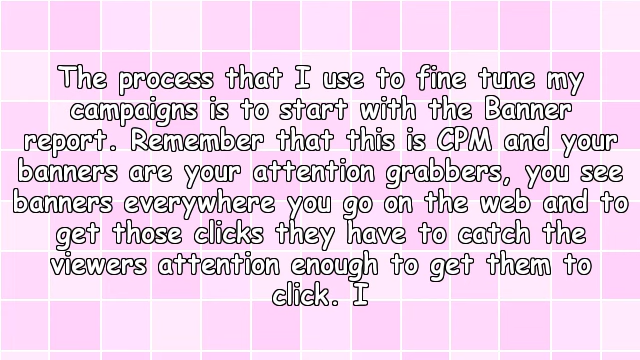 The process that I use to fine tune my
campaigns is to start with the Banner
report. Remember that this is CPM and your
banners are your attention grabbers, you see
banners everywhere you go on the web and to
get those clicks they have to catch the
viewers attention enough to get them to
click. I